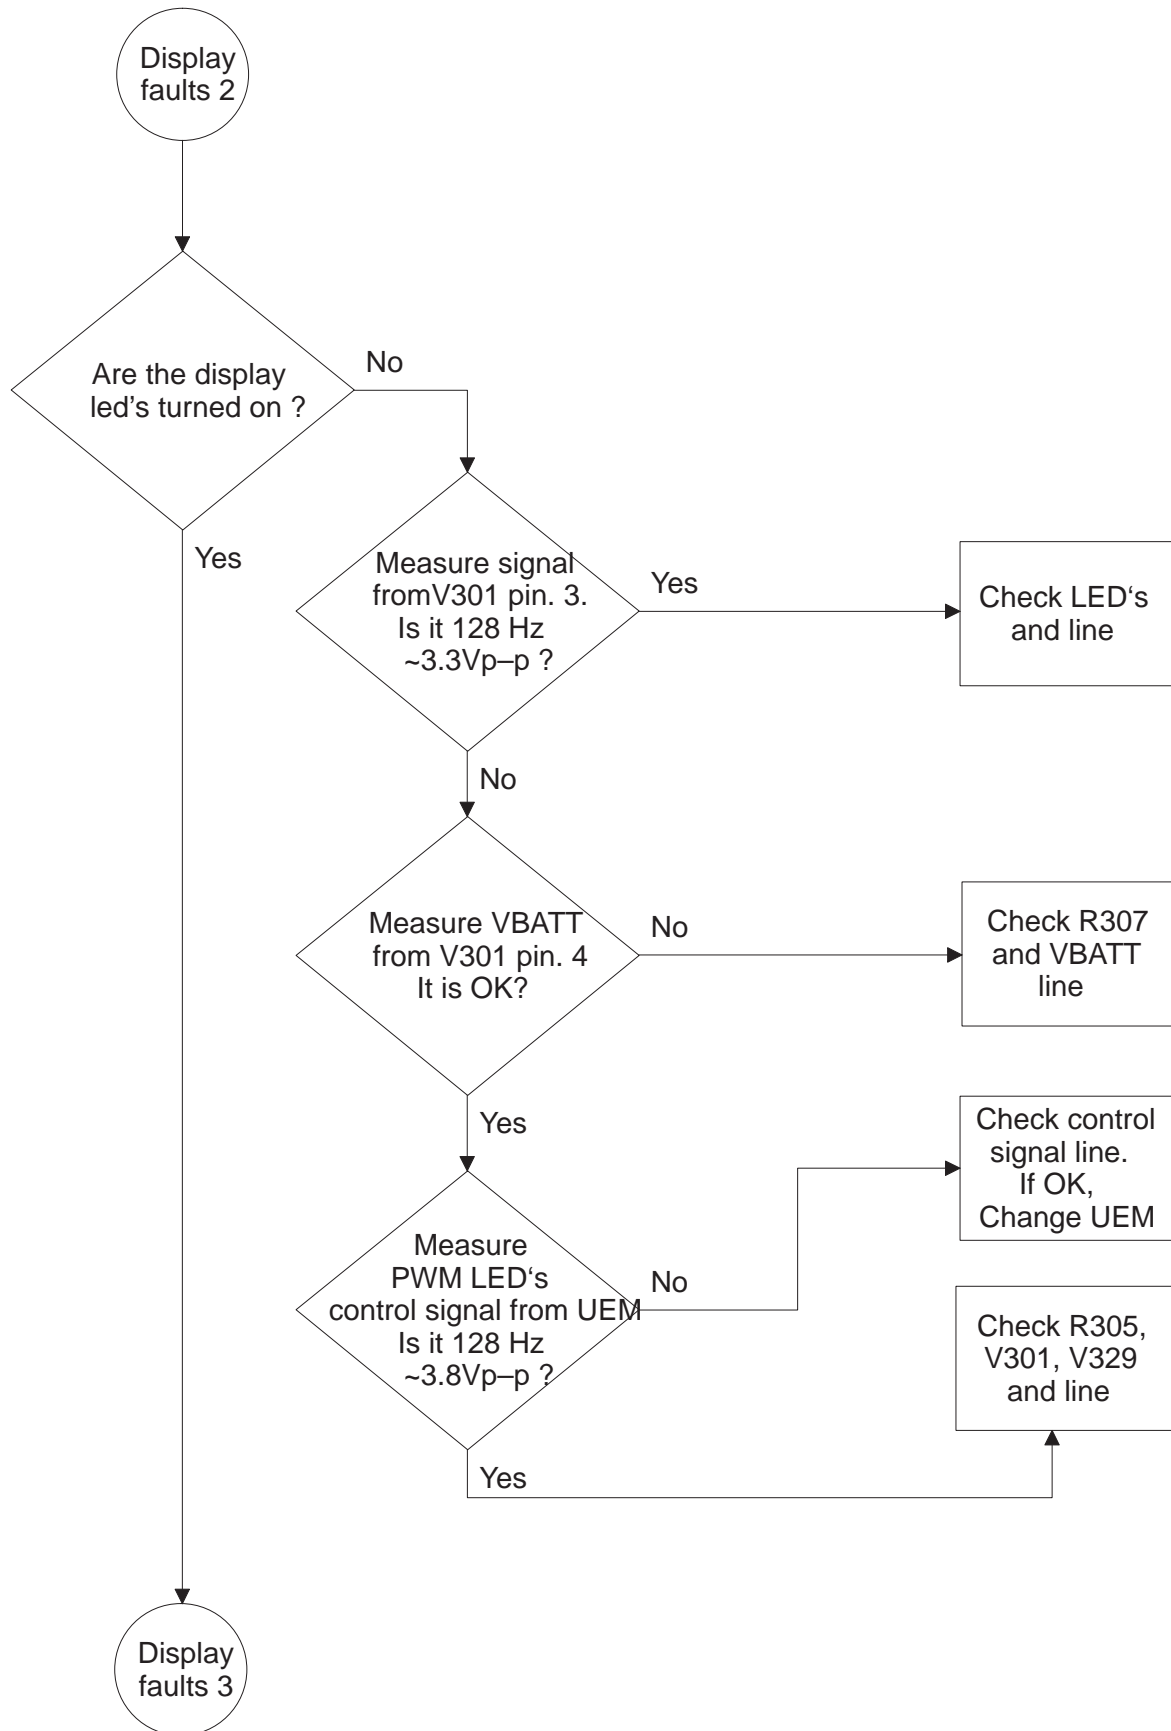 Display
faults 2
Are the display
led's turned on ?
No
Yes
Measure signal
fromV301 pin. 3.
Is it 128 Hz
~3.3Vp–p ?
Yes
Check LED‘s
and line
No
Measure VBATT
from V301 pin. 4
It is OK?
No
Check R307
and VBATT
line
Yes
Measure
PWM LED‘s
control signal from UEM
Is it 128 Hz
~3.8Vp–p ?
No
Check control
signal line.
If OK,
Change UEM
Yes
Check R305,
V301, V329
and line
Display
faults 3